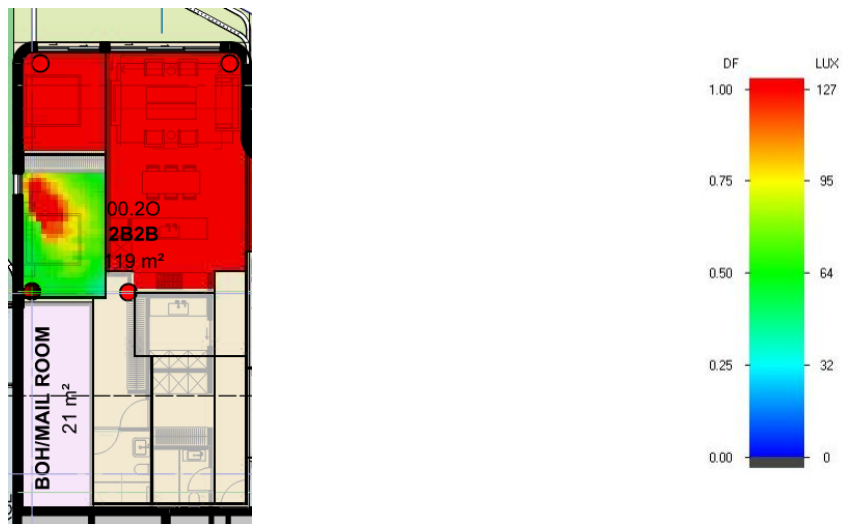 00.2O
2B2B
119 m²
BOH/MAIL ROOM
21 m²
DF LUX
1.00 127
0.75 95
0.50 64
0.25 32
0.00 0